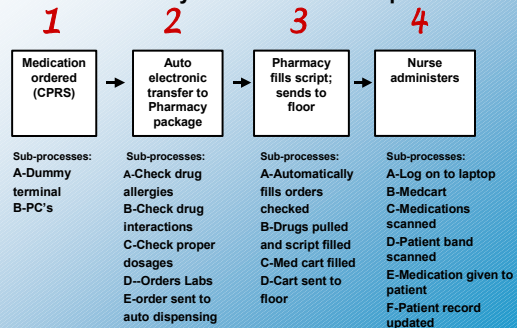 1
2
3
4
Medication
ordered
(CPRS)
Auto
electronic
transfer to
Pharmacy
package
Pharmacy
fills script;
sends to
floor
Nurse
administers
Sub-processes:
A-Dummy
terminal
B-PC's
Sub-processes:
A-Check drug
allergies
B-Check drug
interactions
C-Check proper
dosages
D--Orders Labs
E-order sent to
auto dispensing
Sub-processes:
A-Automatically
fills orders
checked
B-Drugs pulled
and script filled
C-Med cart filled
D-Cart sent to
floor
Sub-processes:
A-Log on to laptop
B-Medcart
C-Medications
scanned
D-Patient band
scanned
E-Medication given to
patient
F-Patient record
updated